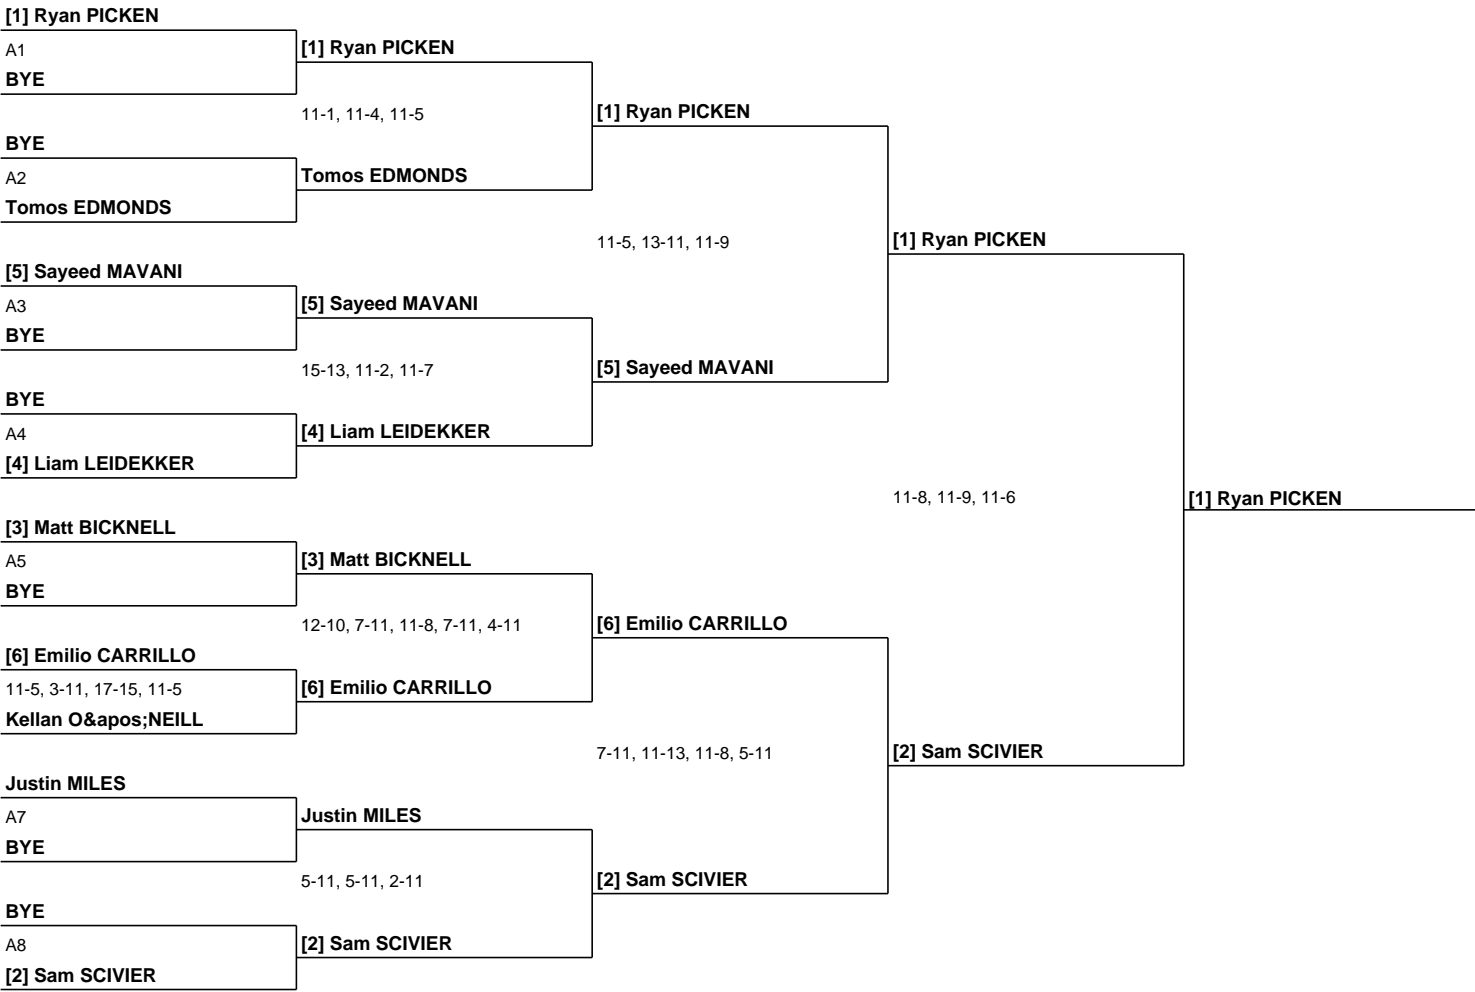 [1] Ryan PICKEN
A1
BYE
BYE
A2
Tomos EDMONDS
[5] Sayeed MAVANI
A3
BYE
BYE
A4
[4] Liam LEIDEKKER
[3] Matt BICKNELL
A5
BYE
[6] Emilio CARRILLO
11-5, 3-11, 17-15, 11-5
Kellan O&apos;NEILL
Justin MILES
A7
BYE
BYE
A8
[2] Sam SCIVIER
[1] Ryan PICKEN
11-1, 11-4, 11-5
Tomos EDMONDS
[5] Sayeed MAVANI
15-13, 11-2, 11-7
[4] Liam LEIDEKKER
[3] Matt BICKNELL
12-10, 7-11, 11-8, 7-11, 4-11
[6] Emilio CARRILLO
Justin MILES
5-11, 5-11, 2-11
[2] Sam SCIVIER
[1] Ryan PICKEN
11-5, 13-11, 11-9
[5] Sayeed MAVANI
[6] Emilio CARRILLO
7-11, 11-13, 11-8, 5-11
[2] Sam SCIVIER
[1] Ryan PICKEN
11-8, 11-9, 11-6
[2] Sam SCIVIER
[1] Ryan PICKEN